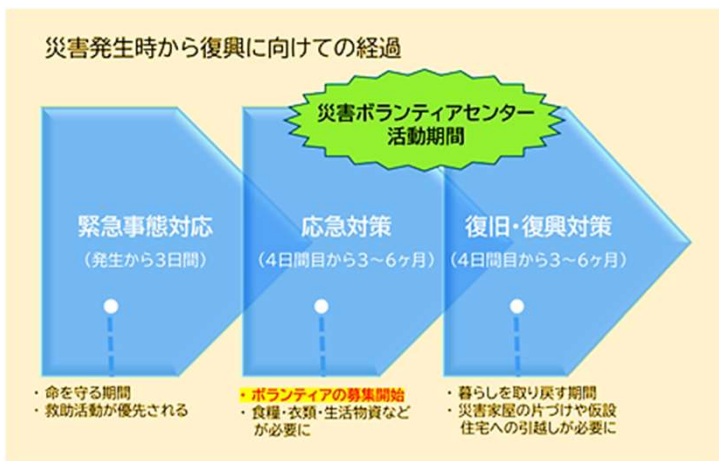 災害発生時から復興に向けての経過
災害ボランティアセンター
活動期間
緊急事態対応
(発生から3日間)
応急対策
(4日間目から3～6ヶ月)
復旧・復興対策
(4日間目から3～6ヶ月)
・命を守る期間
・救助活動が優先される
・ボランティアの募集開始
・食糧・衣類・生活物資など
が必要に
・暮らしを取り戻す期間
・災害家屋の片づけや仮設
住宅への引越しが必要に